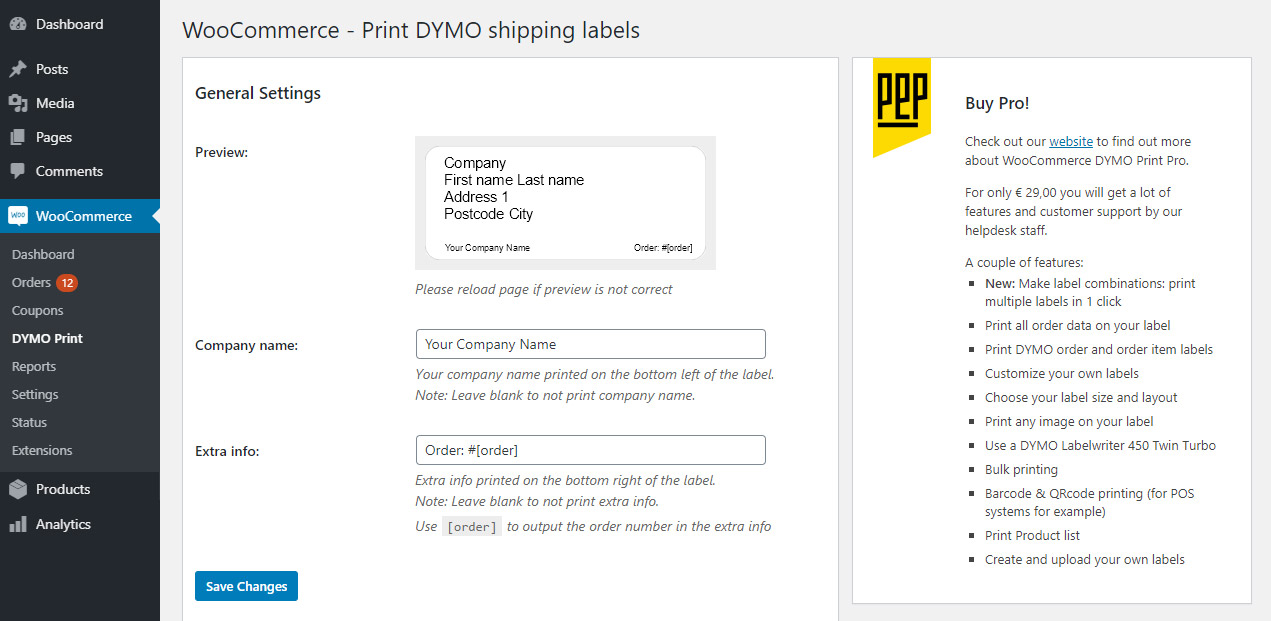 Dashboard
Posts
Media
Pages
Comments
WOO WooCommerce
Dashboard
Orders 12
Coupons
DYMO Print
Reports
Settings
Status
Extensions
Products
Analytics
WooCommerce - Print DYMO shipping labels
General Settings
Preview:
Company
First name Last name
Address 1
Postcode City
Your Company Name Order: #[order]
Please reload page if preview is not correct
Company name:
Your Company Name
Your company name printed on the bottom left of the label.
Note: Leave blank to not print company name.
Extra info:
Order: #[order]
Extra info printed on the bottom right of the label.
Note: Leave blank to not print extra info.
Use [order] to output the order number in the extra info
Save Changes
PEP
Buy Pro!
Check out our website to find out more
about WooCommerce DYMO Print Pro.
For only € 29,00 you will get a lot of
features and customer support by our
helpdesk staff.
A couple of features:
New: Make label combinations: print
multiple labels in 1 click
Print all order data on your label
Print DYMO order and order item labels
Customize your own labels
Choose your label size and layout
Print any image on your label
Use a DYMO Labelwriter 450 Twin Turbo
Bulk printing
Barcode & QRcode printing (for POS
systems for example)
Print Product list
Create and upload your own labels